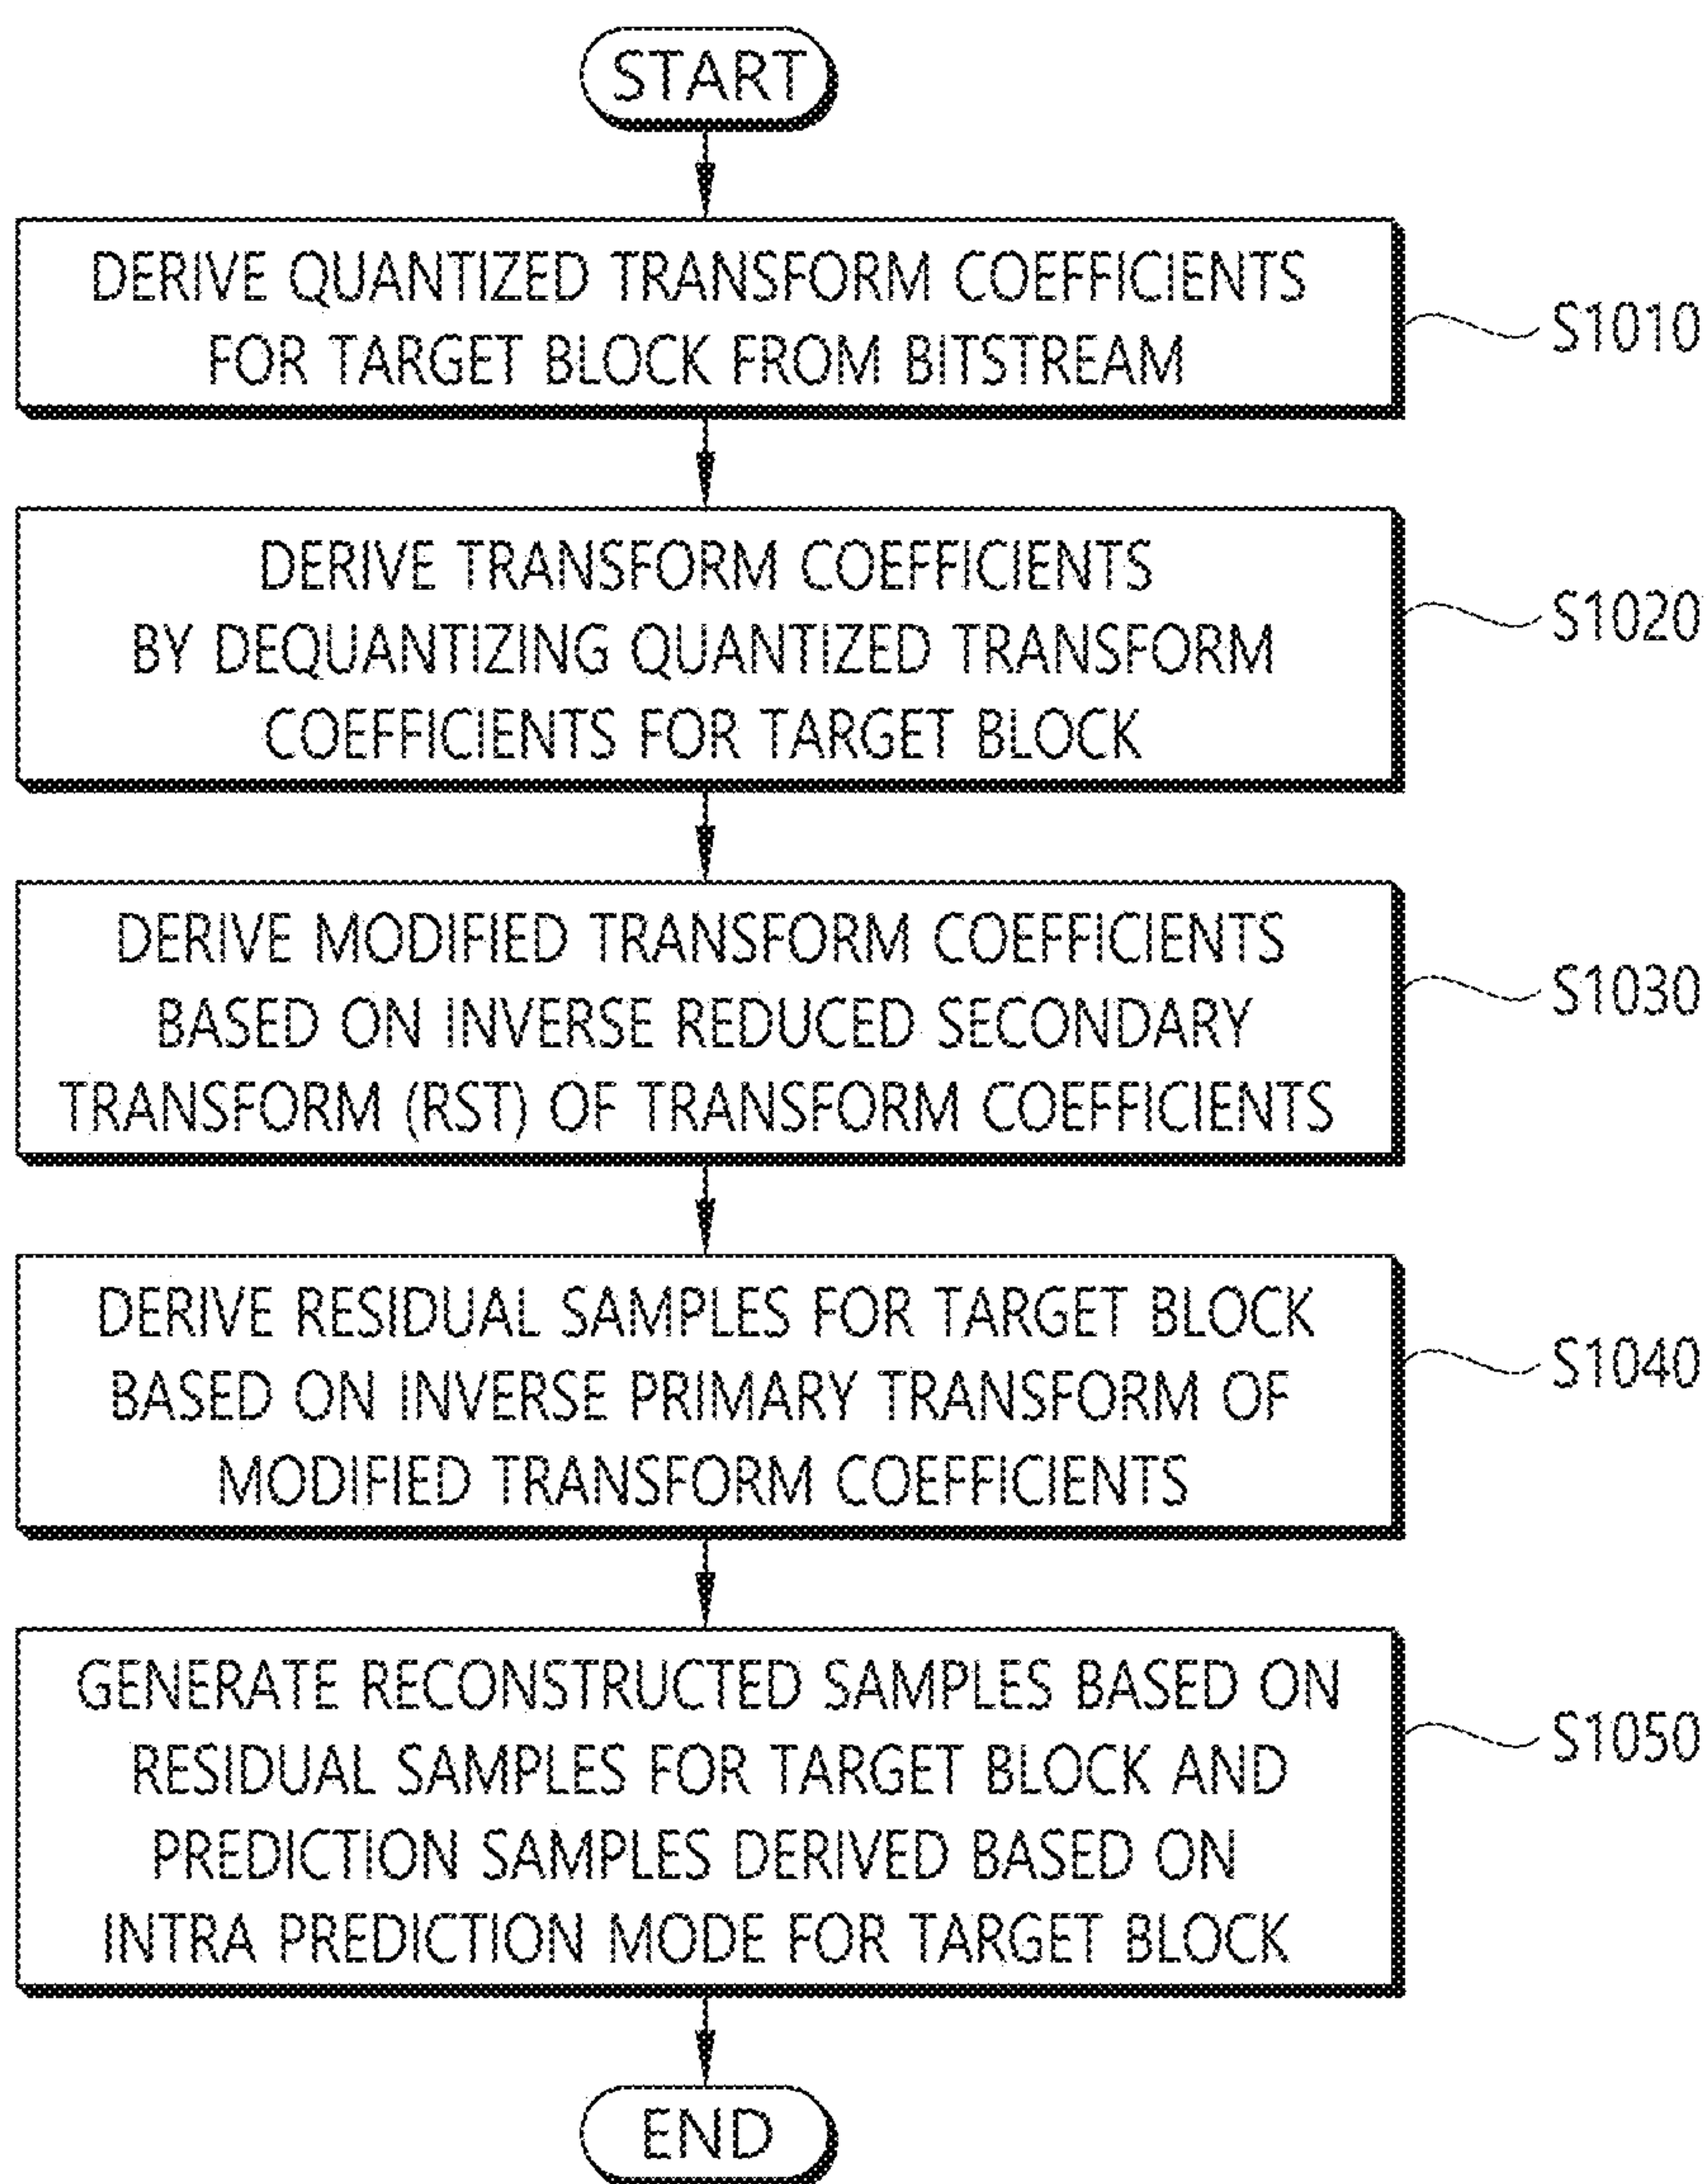 START
DERIVE QUANTIZED TRANSFORM COEFFICIENTS
FOR TARGET BLOCK FROM BITSTREAM
S1010
DERIVE TRANSFORM COEFFICIENTS
BY DEQUANTIZING QUANTIZED TRANSFORM
COEFFICIENTS FOR TARGET BLOCK
S1020
DERIVE MODIFIED TRANSFORM COEFFICIENTS
BASED ON INVERSE REDUCED SECONDARY
TRANSFORM (RST) OF TRANSFORM COEFFICIENTS
S1030
DERIVE RESIDUAL SAMPLES FOR TARGET BLOCK
BASED ON INVERSE PRIMARY TRANSFORM OF
MODIFIED TRANSFORM COEFFICIENTS
S1040
GENERATE RECONSTRUCTED SAMPLES BASED ON
RESIDUAL SAMPLES FOR TARGET BLOCK AND
PREDICTION SAMPLES DERIVED BASED ON
INTRA PREDICTION MODE FOR TARGET BLOCK
S1050
END